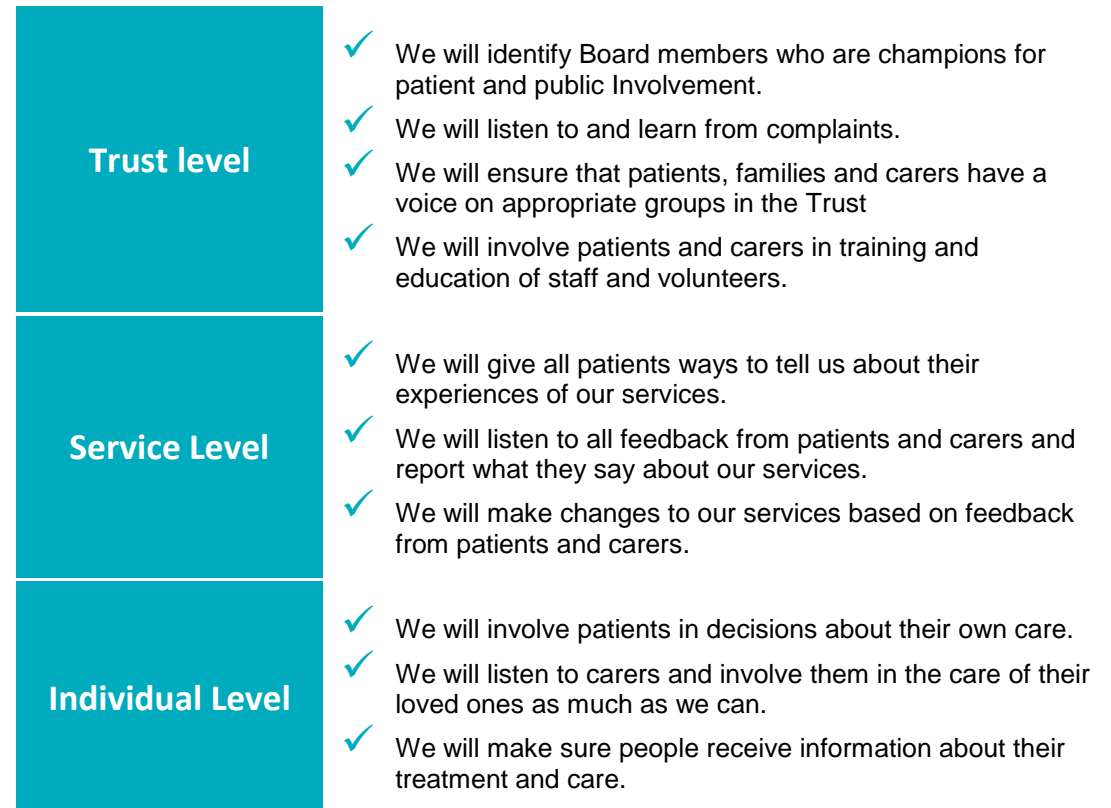 Trust level
✓ We will identify Board members who are champions for
patient and public Involvement.
✓ We will listen to and learn from complaints.
✓ We will ensure that patients, families and carers have a
voice on appropriate groups in the Trust
✓ We will involve patients and carers in training and
education of staff and volunteers.
Service Level
✓ We will give all patients ways to tell us about their
experiences of our services.
✓ We will listen to all feedback from patients and carers and
report what they say about our services.
✓ We will make changes to our services based on feedback
from patients and carers.
Individual Level
✓ We will involve patients in decisions about their own care.
✓ We will listen to carers and involve them in the care of their
loved ones as much as we can.
✓ We will make sure people receive information about their
treatment and care.